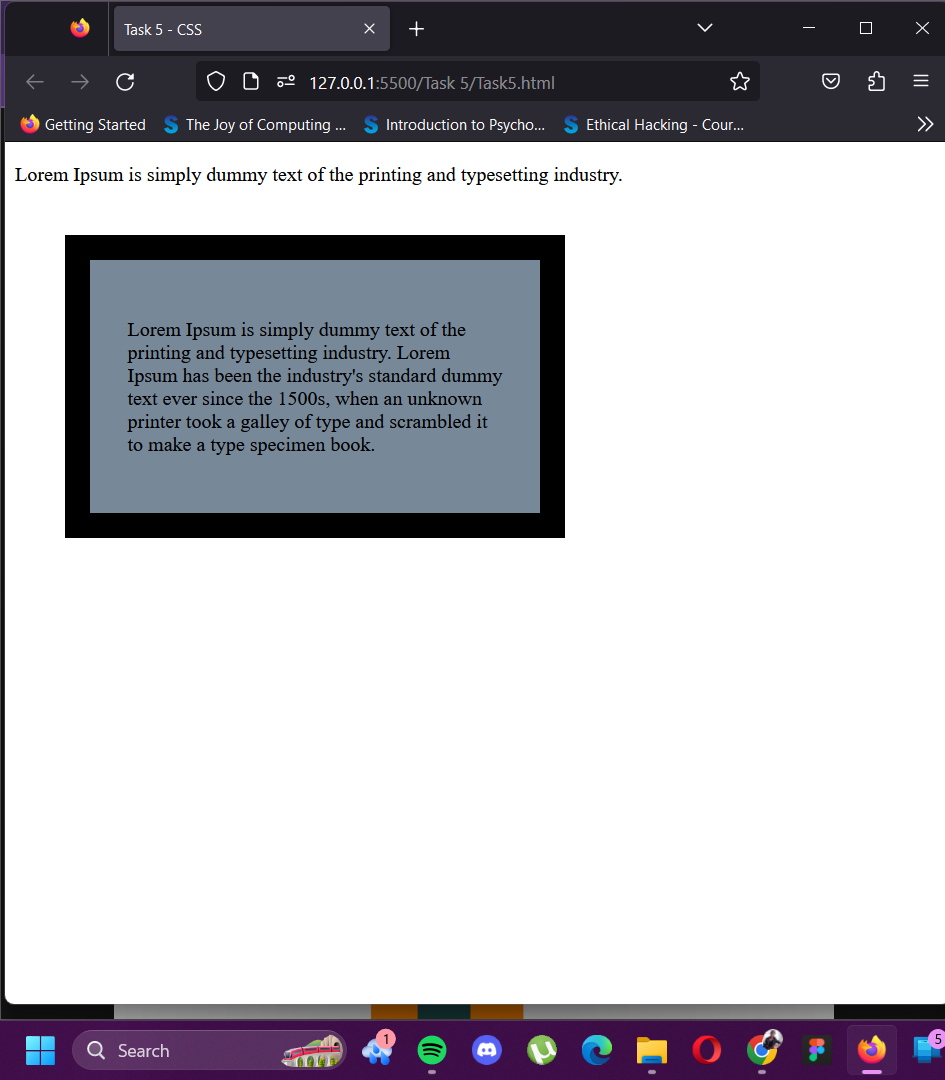 Task 5 - CSS
127.0.0.1:5500/Task 5/Task5.html
Getting Started
The Joy of Computing ...
Introduction to Psycho...
Ethical Hacking - Cour...
Lorem Ipsum is simply dummy text of the printing and typesetting industry.
Lorem Ipsum is simply dummy text of the
printing and typesetting industry. Lorem
Ipsum has been the industry's standard dummy
text ever since the 1500s, when an unknown
printer took a galley of type and scrambled it
to make a type specimen book.
Search
1
5